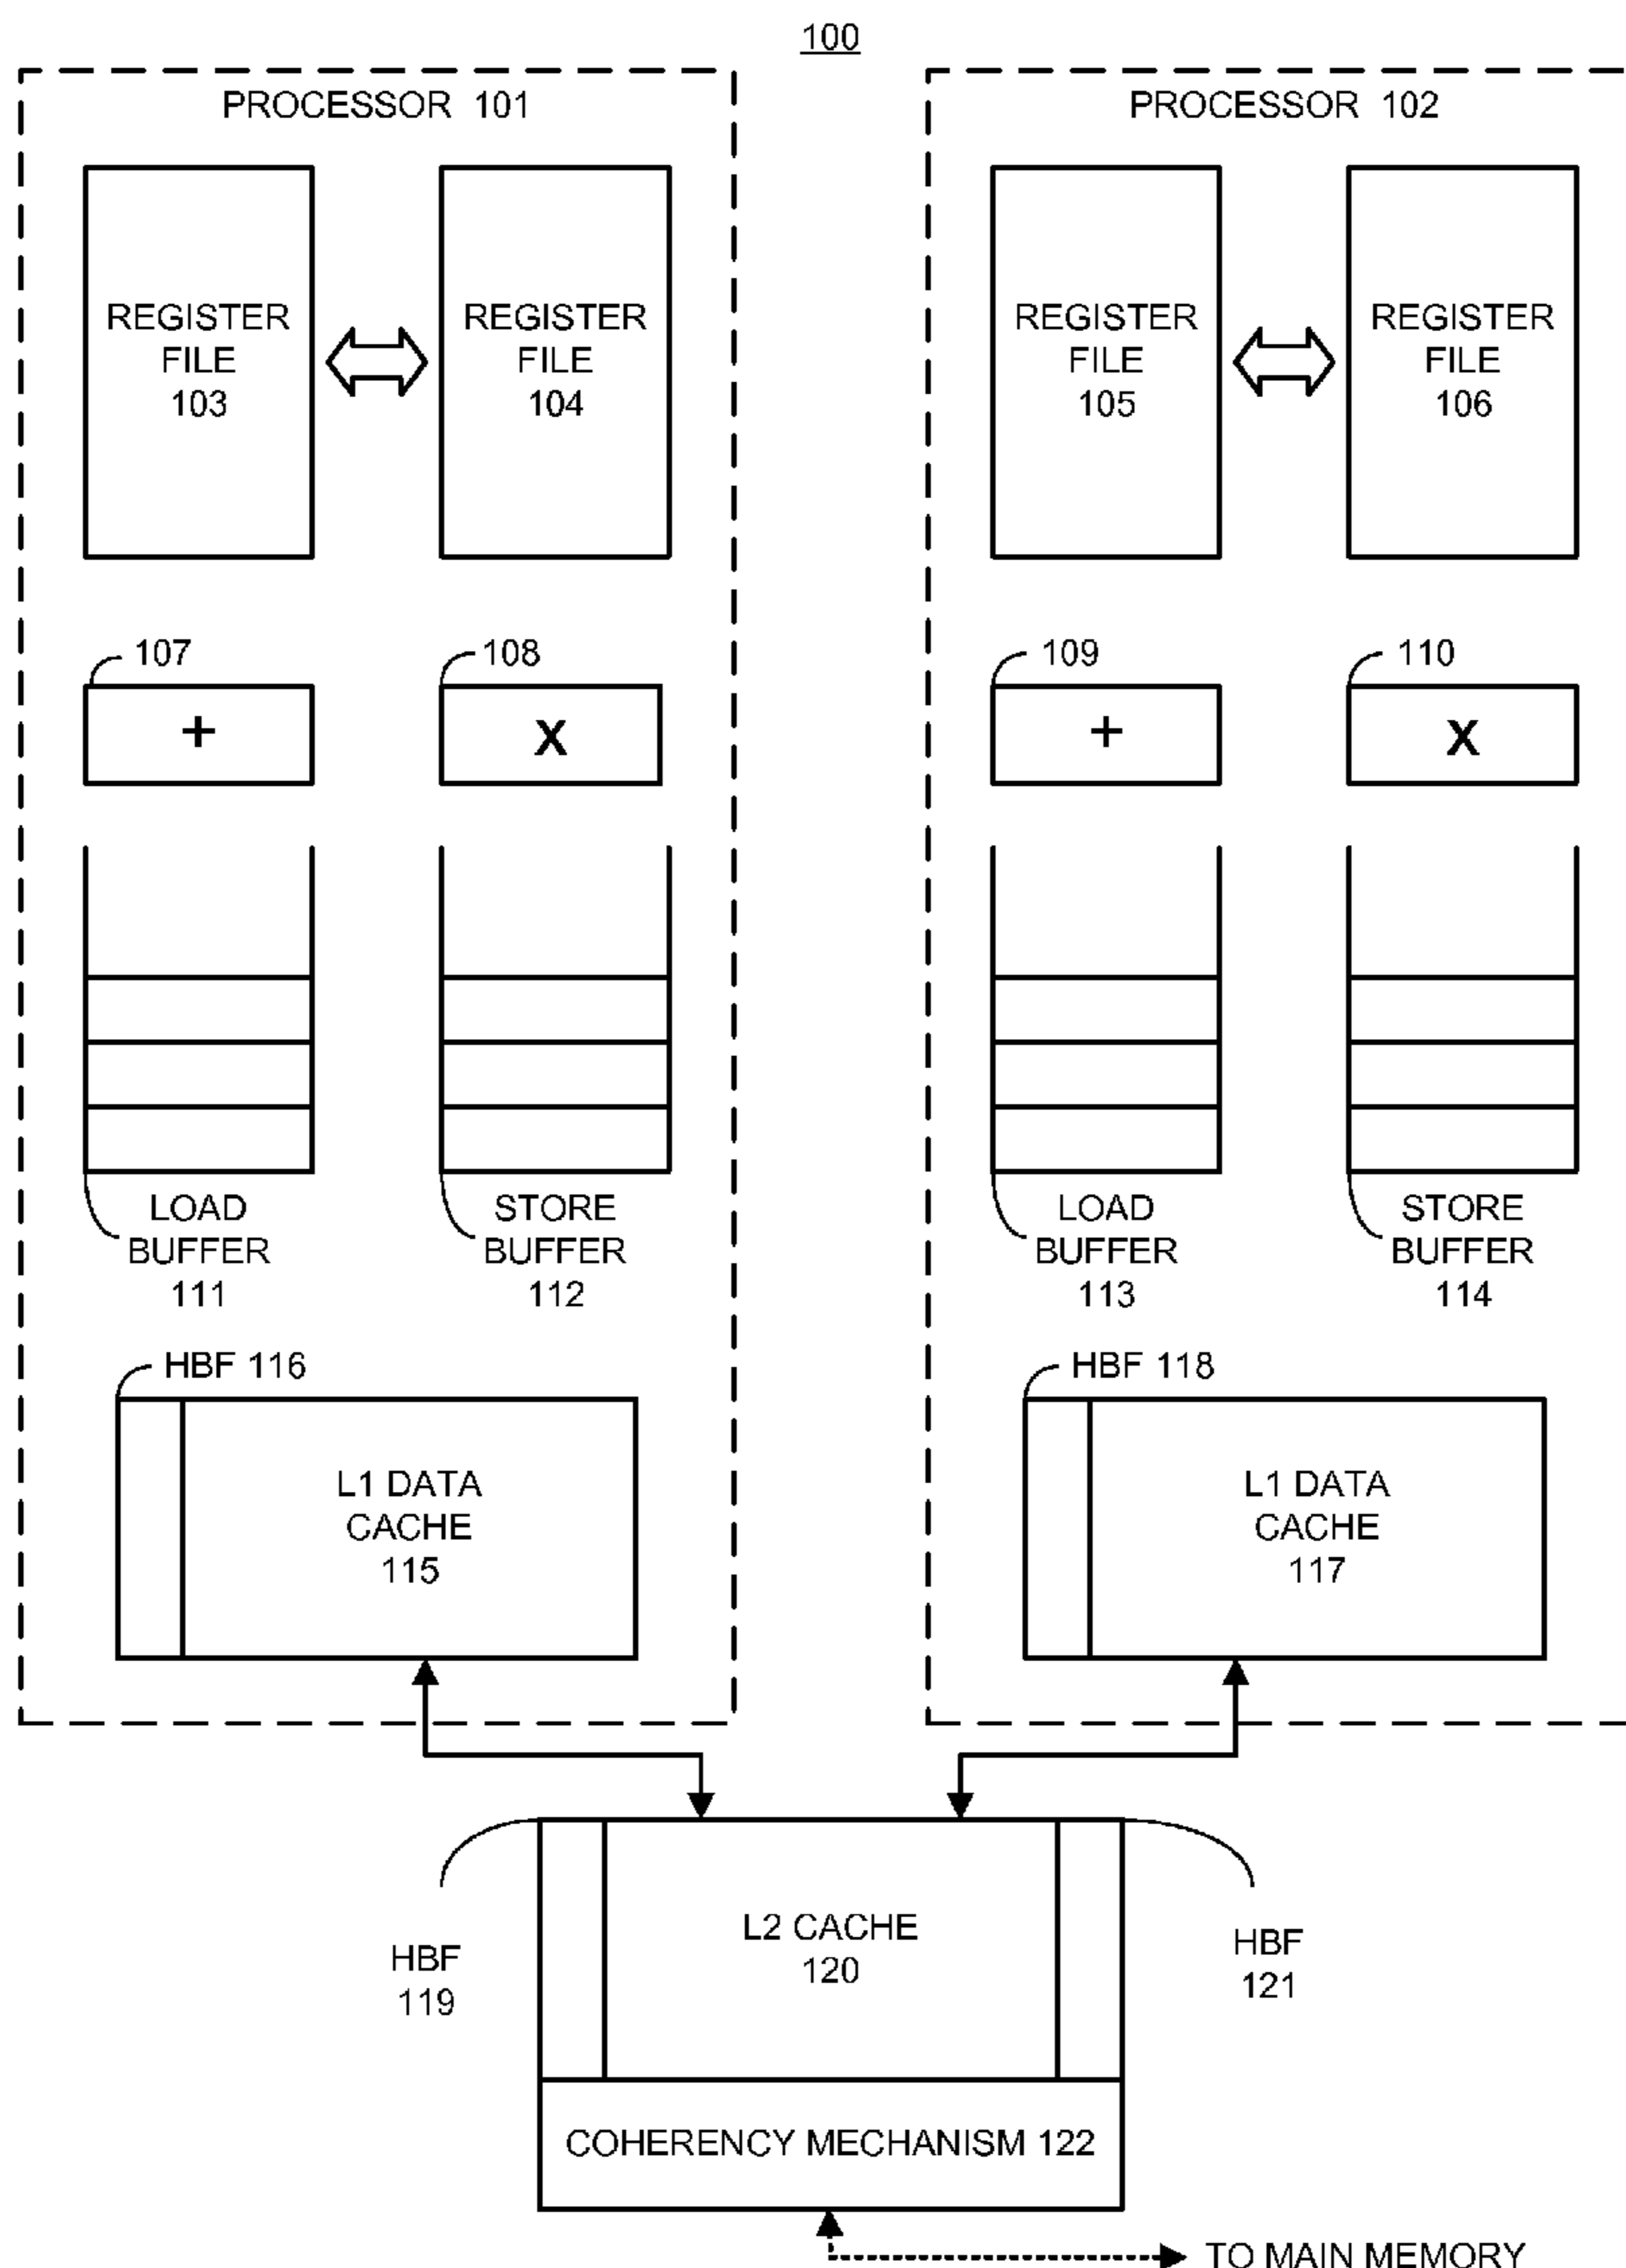 100
PROCESSOR 101
PROCESSOR 102
REGISTER
FILE
103
REGISTER
FILE
104
REGISTER
FILE
105
REGISTER
FILE
106
107
108
109
110
+
X
+
X
LOAD
BUFFER
111
STORE
BUFFER
112
LOAD
BUFFER
113
STORE
BUFFER
114
HBF 116
HBF 118
L1 DATA
CACHE
115
L1 DATA
CACHE
117
HBF
119
L2 CACHE
120
HBF
121
COHERENCY MECHANISM 122
TO MAIN MEMORY